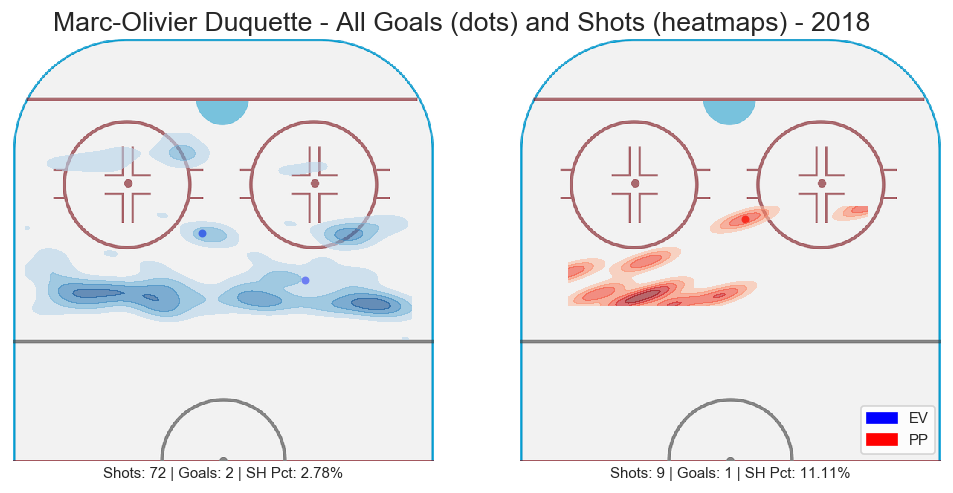 Marc-Olivier Duquette - All Goals (dots) and Shots (heatmaps) - 2018
EV
PP
Shots: 72 | Goals: 2 | SH Pct: 2.78%
Shots: 9 | Goals: 1 | SH Pct: 11.11%